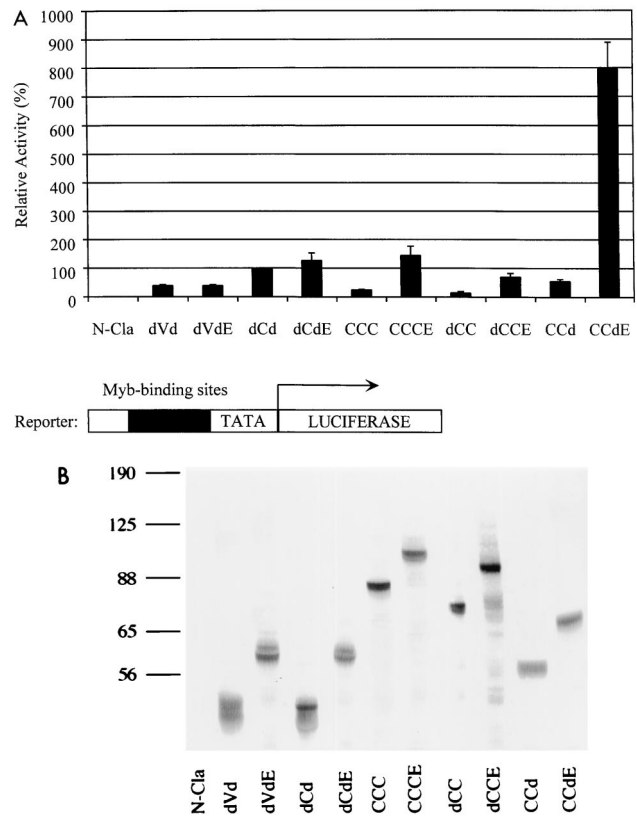 A
Relative Activity (%)
1000
900
800
700
600
500
400
300
200
100
0
N-Cla dVd dVdE dCd dCdE CCC CCCE dCC dCCE CCd CCdE
Myb-binding sites
Reporter: TATA LUCIFERASE
B
190
125
88
65
56
N-Cla dVd dVdE dCd dCdE CCC CCCE dCC dCCE CCd CCdE